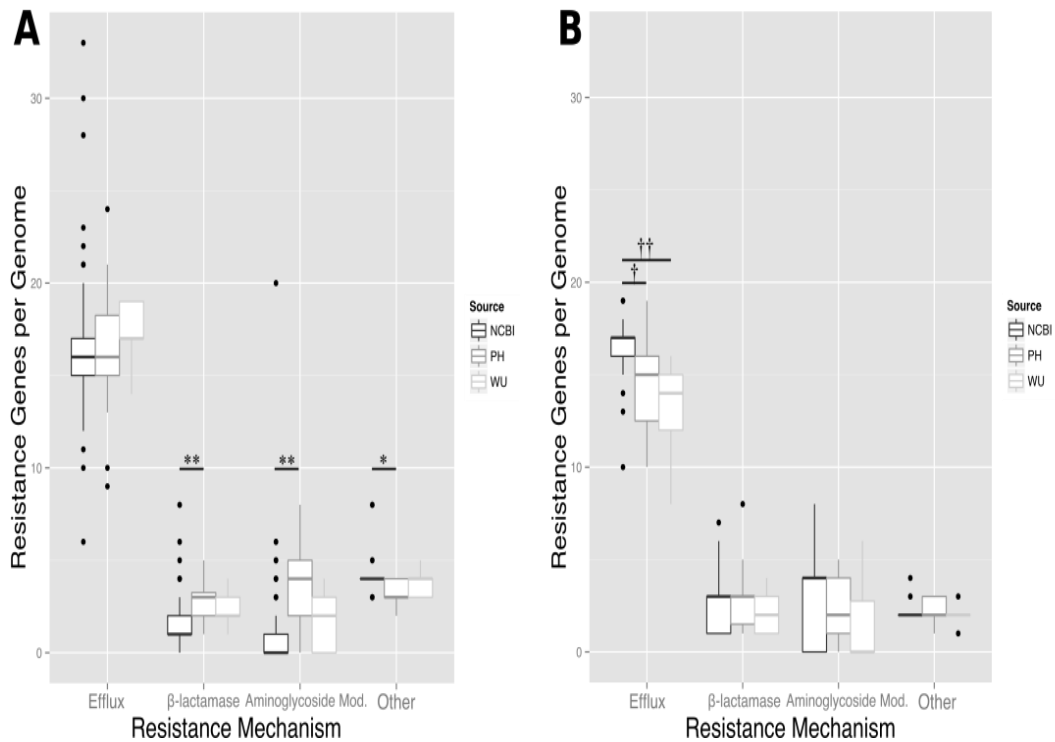 A
Resistance Genes per Genome
30
20
10
0
**
**
*
Efflux
β-lactamase
Aminoglycoside Mod.
Other
Resistance Mechanism
Source
NCBI
PH
WU
B
Resistance Genes per Genome
30
20
10
0
††
†
Efflux
β-lactamase
Aminoglycoside Mod.
Other
Resistance Mechanism
Source
NCBI
PH
WU